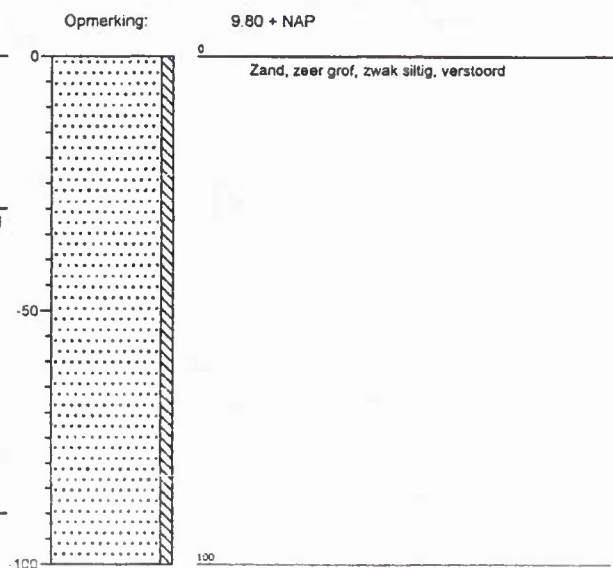 Opmerking: 9.80 + NAP
0 0
Zand, zeer grof, zwak siltig, verstoord
-50
-100 100